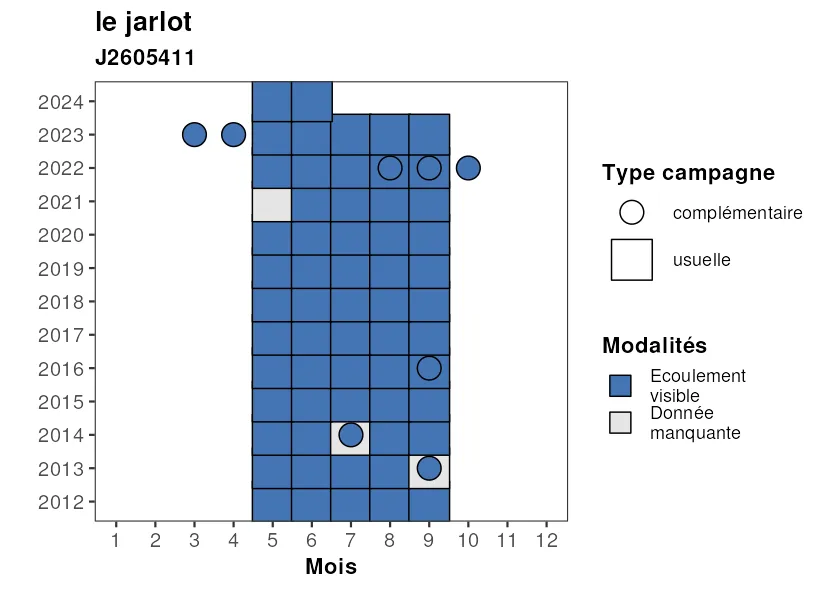 le jarlot
J2605411
2024
2023
2022
2021
2020
2019
2018
2017
2016
2015
2014
2013
2012
1 2 3 4 5 6 7 8 9 10 11 12
Mois
Type campagne
complémentaire
usuelle
Modalités
Ecoulement
visible
Donnée
manquante